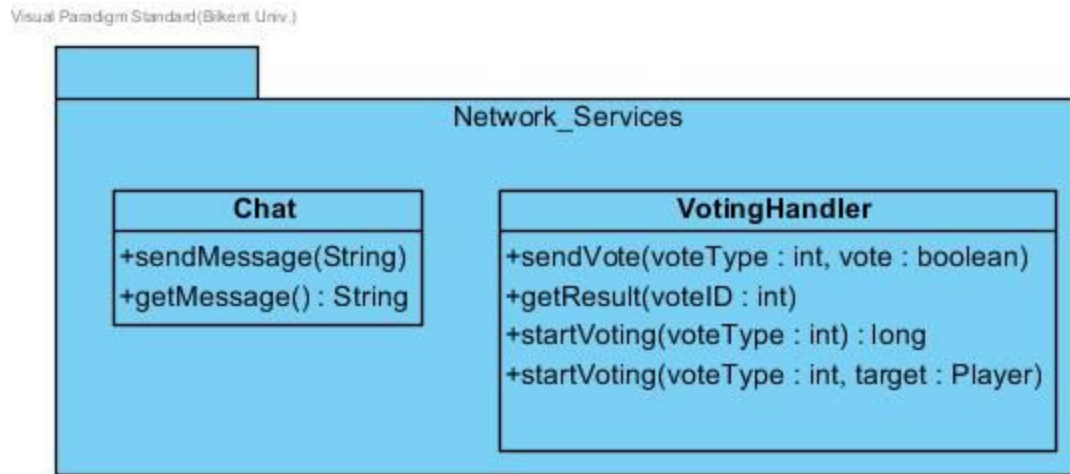 Visual Paradigm Standard(Bilkent Univ.)
Network_Services
Chat
+sendMessage(String)
+getMessage() : String
VotingHandler
+sendVote(voteType : int, vote : boolean)
+getResult(voteID : int)
+startVoting(voteType : int) : long
+startVoting(voteType : int, target : Player)